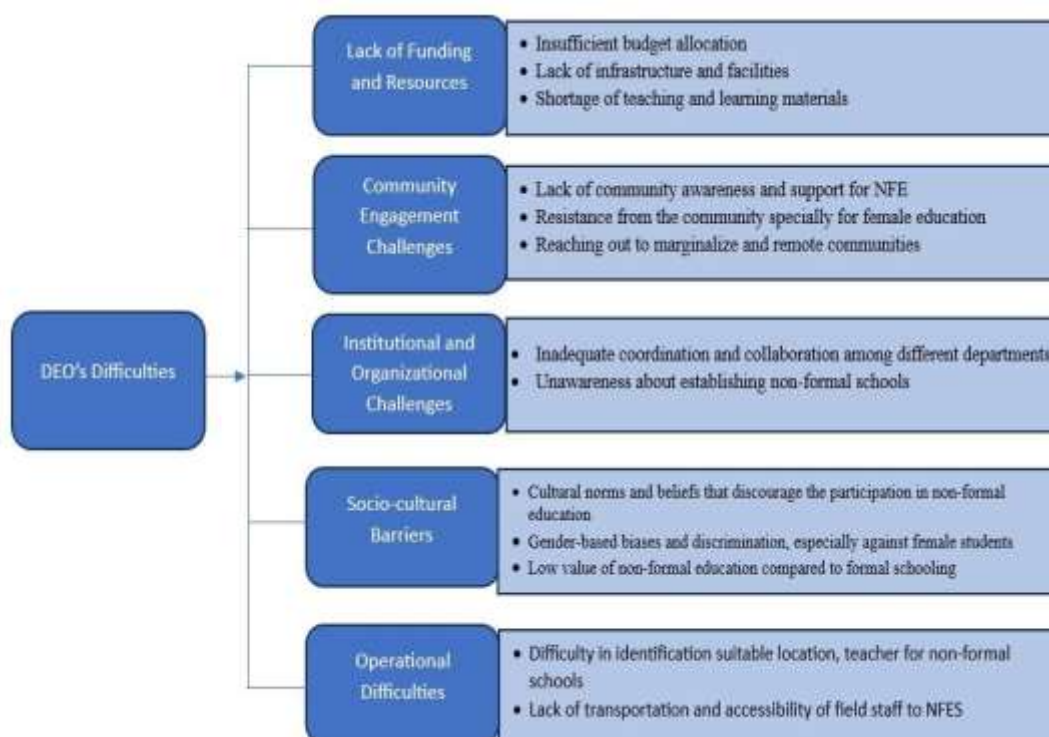 DEO's Difficulties
Lack of Funding
and Resources
• Insufficient budget allocation
• Lack of infrastructure and facilities
• Shortage of teaching and learning materials
Community
Engagement
Challenges
• Lack of community awareness and support for NFE
• Resistance from the community specially for female education
• Reaching out to marginalize and remote communities
Institutional and
Organizational
Challenges
• Inadequate coordination and collaboration among different departments
• Unawareness about establishing non-formal schools
Socio-cultural
Barriers
• Cultural norms and beliefs that discourage the participation in non-formal
education
• Gender-based biases and discrimination, especially against female students
• Low value of non-formal education compared to formal schooling
Operational
Difficulties
• Difficulty in identification suitable location, teacher for non-formal
schools
• Lack of transportation and accessibility of field staff to NFES